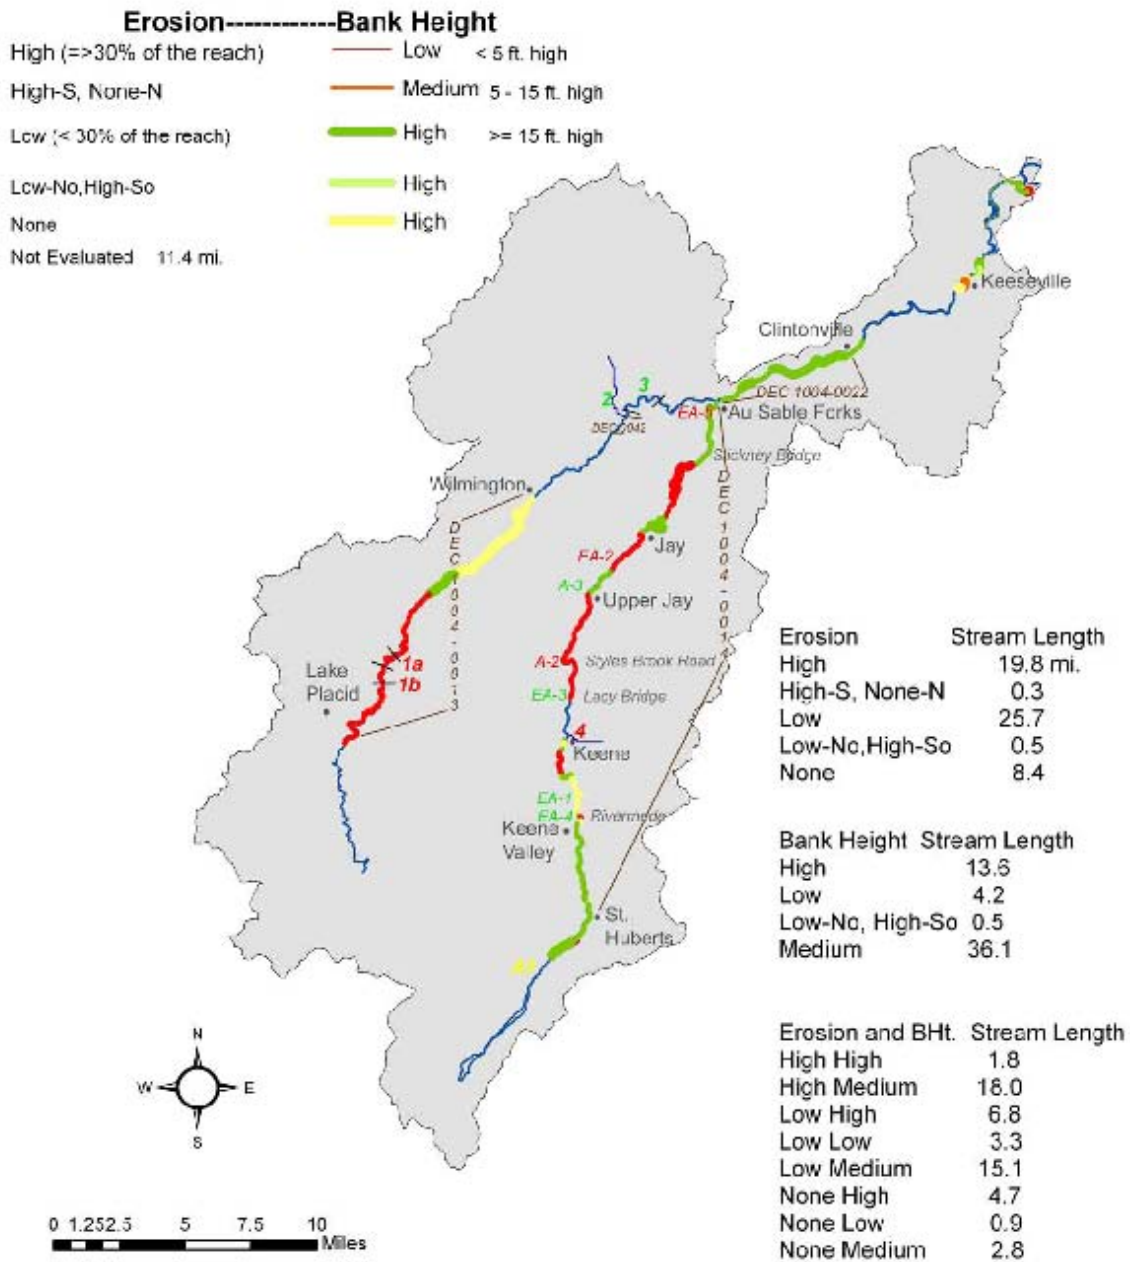 Erosion------------Bank Height
High (=>30% of the reach) Low < 5 ft. high
High-S, None-N Medium 5 - 15 ft. high
Low (< 30% of the reach) High >= 15 ft. high
Low-No,High-So High
None High
Not Evaluated 11.4 mi.
Keeseville
Clintonville
3
2
DEC 1004-0022
EA-5 Au Sable Forks
Stickney Bridge
Wilmington
DEC 1004-0013
DEC 1004-0014
Jay
EA-2
A-3
Upper Jay
A-2 Styles Brook Road
EA-3 Lacy Bridge
1a
1b
Lake
Placid
4
Keene
EA-1
EA-4 Rivermede
Keene
Valley
St.
Huberts
Erosion Stream Length
High 19.8 mi.
High-S, None-N 0.3
Low 25.7
Low-No,High-So 0.5
None 8.4
Bank Height Stream Length
High 13.6
Low 4.2
Low-No, High-So 0.5
Medium 36.1
Erosion and BHt. Stream Length
High High 1.8
High Medium 18.0
Low High 6.8
Low Low 3.3
Low Medium 15.1
None High 4.7
None Low 0.9
None Medium 2.8
N
W E
S
0 1.252.5 5 7.5 10
Miles